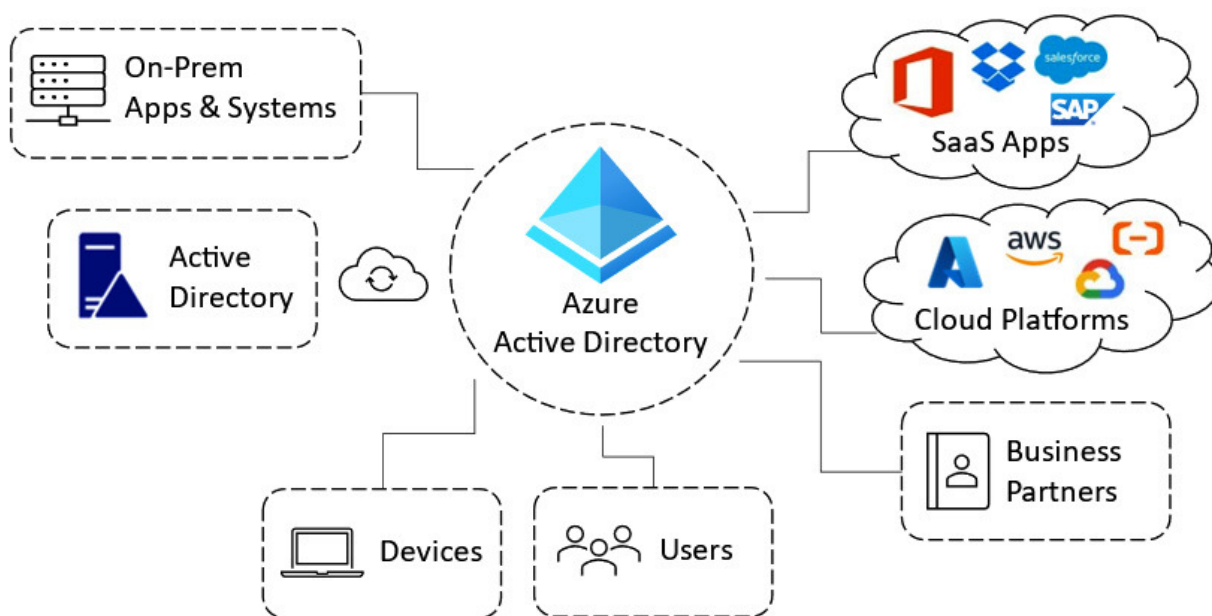 On-Prem
Apps & Systems
salesforce
SAP
SaaS Apps
Active
Directory
Azure
Active Directory
aws
Cloud Platforms
Business
Partners
Devices
Users